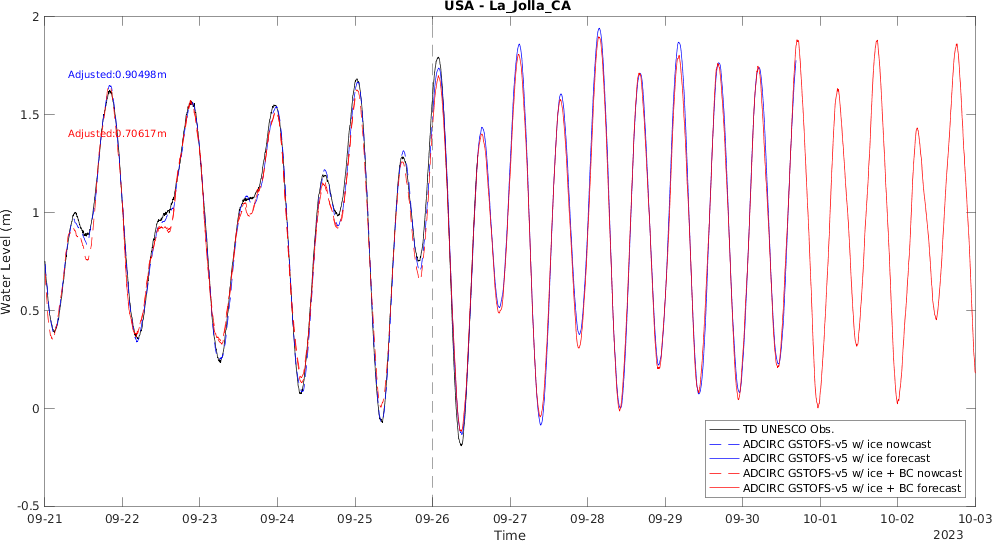 USA - La_Jolla_CA
2
Adjusted:0.90498m
1.5
Adjusted:0.70617m
1
Water Level (m)
0.5
0
TD UNESCO Obs.
ADCIRC GSTOFS-v5 w/ ice nowcast
ADCIRC GSTOFS-v5 w/ ice forecast
ADCIRC GSTOFS-v5 w/ ice + BC nowcast
ADCIRC GSTOFS-v5 w/ ice + BC forecast
-0.5
09-21 09-22 09-23 09-24 09-25 09-26 09-27 09-28 09-29 09-30 10-01 10-02 10-03
Time
2023